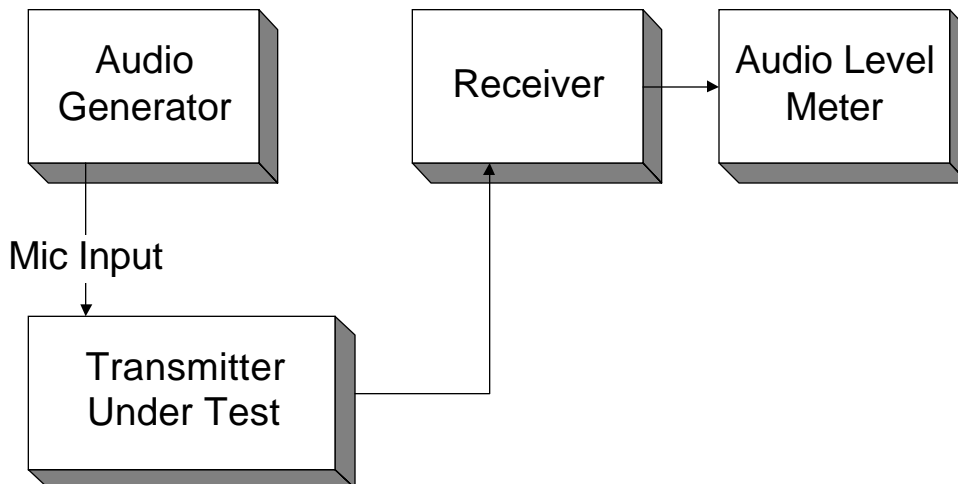 Audio
Generator
Mic Input
Transmitter
Under Test
Receiver
Audio Level
Meter